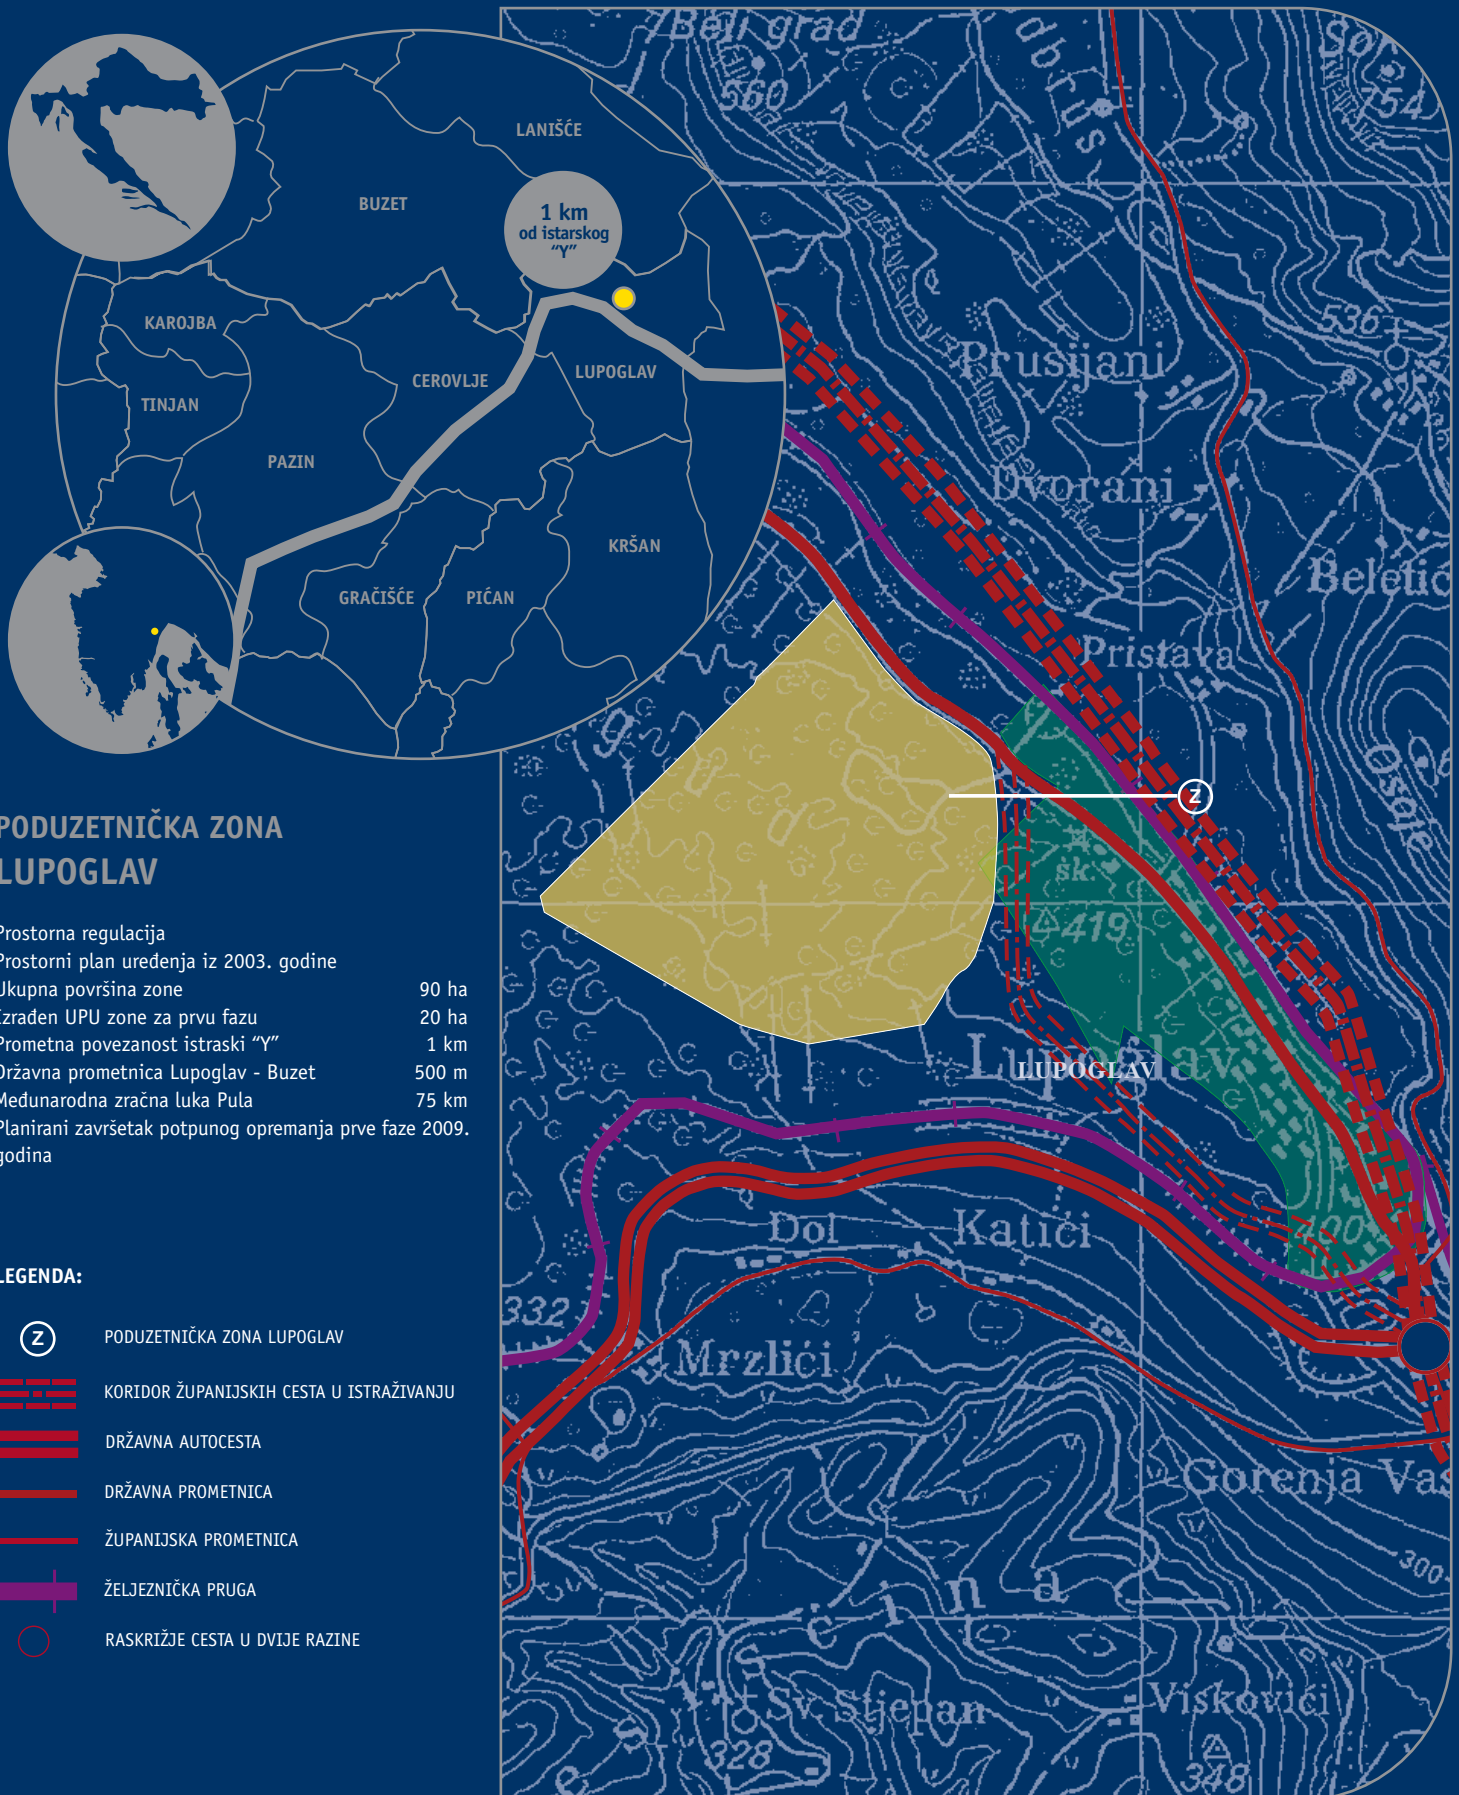 LANIŠĆE
BUZET
1 km
od istarskog
“Y”
KAROJBA
CEROVLJE
LUPOGLAV
TINJAN
PAZIN
KRŠAN
GRAČIŠĆE
PIĆAN
PODUZETNIČKA ZONA
LUPOGLAV
Prostorna regulacija
Prostorni plan uređenja iz 2003. godine
Ukupna površina zone 90 ha
Izrađen UPU zone za prvu fazu 20 ha
Prometna povezanost istraski “Y” 1 km
Državna prometnica Lupoglav - Buzet 500 m
Međunarodna zračna luka Pula 75 km
Planirani završetak potpunog opremanja prve faze 2009.
godina
LEGENDA:
Z PODUZETNIČKA ZONA LUPOGLAV
KORIDOR ŽUPANIJSKIH CESTA U ISTRAŽIVANJU
DRŽAVNA AUTOCESTA
DRŽAVNA PROMETNICA
ŽUPANIJSKA PROMETNICA
ŽELJEZNIČKA PRUGA
RASKRIŽJE CESTA U DVIJE RAZINE
Beli grad
560
754
536
Prusijani
Dvorani
Beletić
Pristava
Osoje
Z
šk.
419
Lupoglav
LUPOGLAV
400
Dol
Katići
332
Mrzlići
Gorenja Vas
300
Sv. Stjepan
Viskovići
328
348